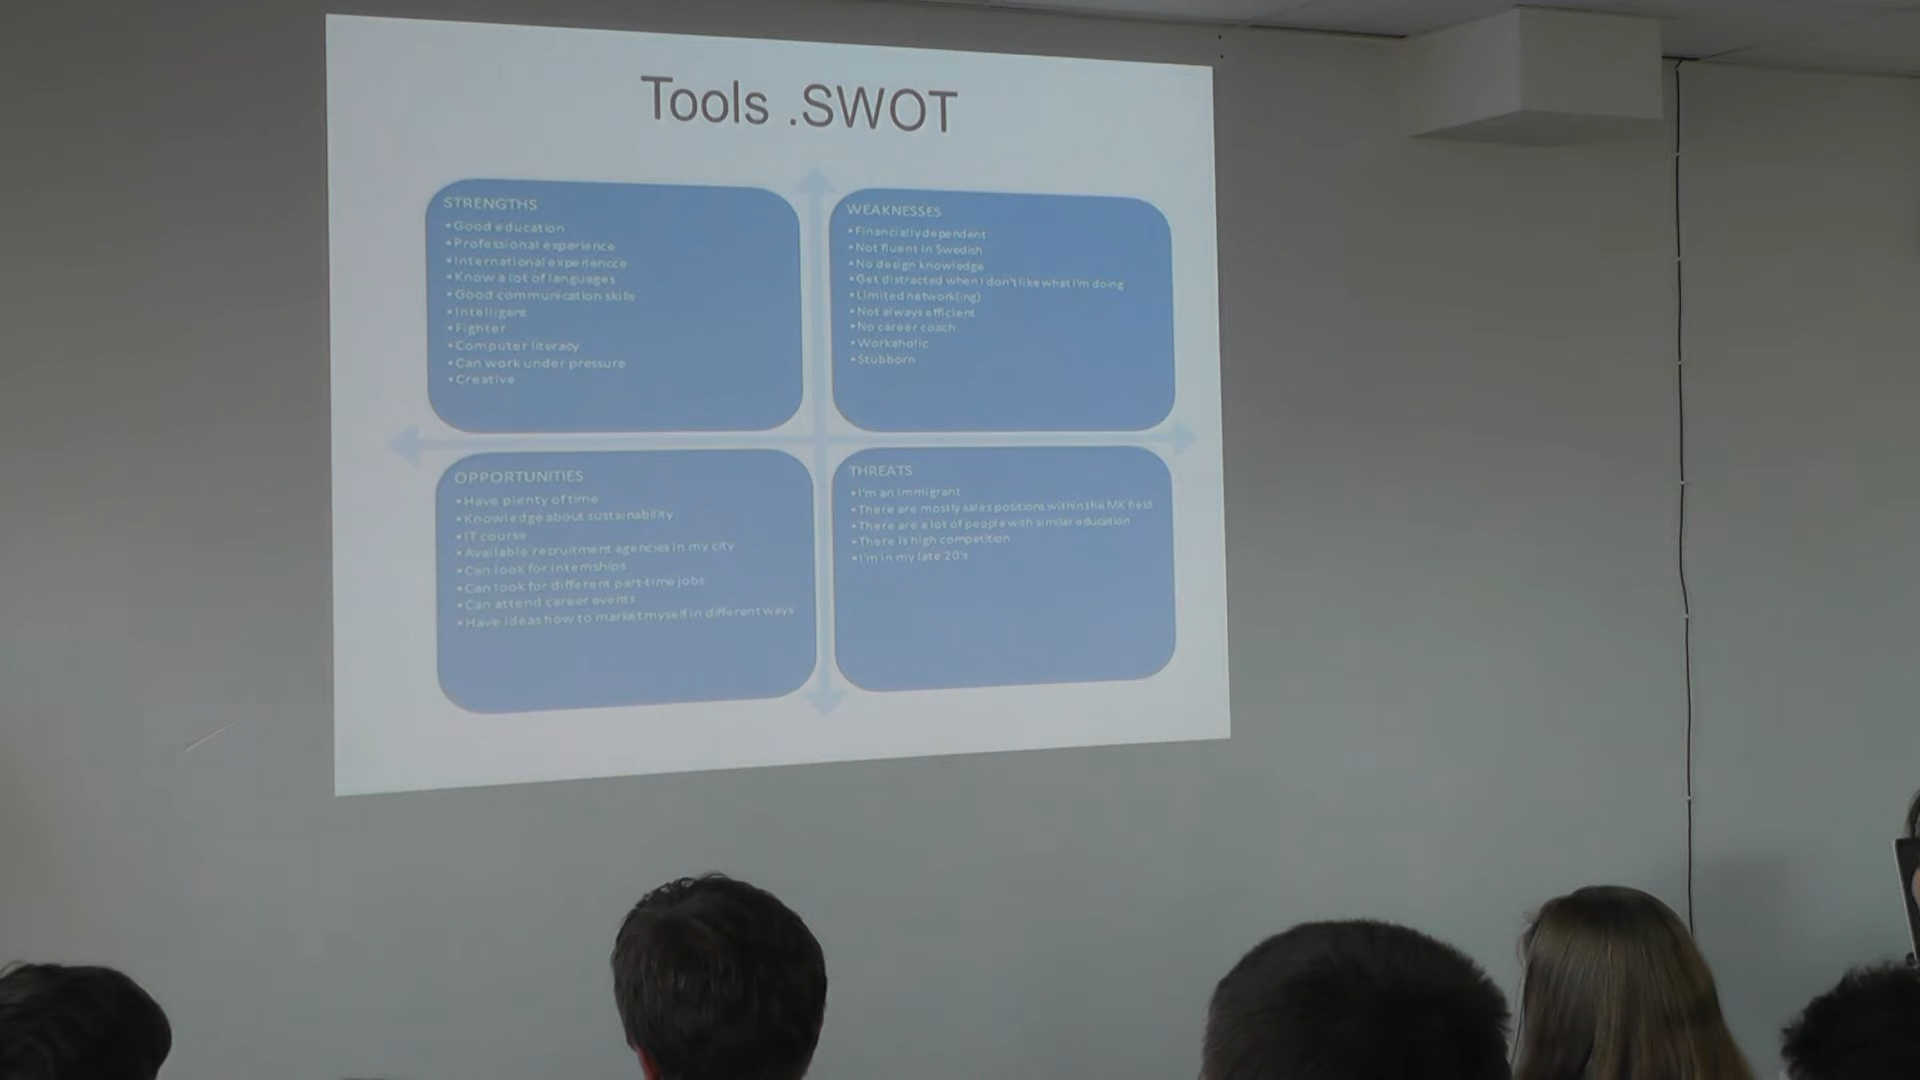 Tools .SWOT
STRENGTHS
•Good education
•Professional experience
•International experiencce
•Know a lot of languages
•Good communication skills
•Intelligent
•Fighter
•Computer literacy
•Can work under pressure
•Creative
WEAKNESSES
•Financially dependent
•Not fluent in Swedish
•No design knowledge
•Get distracted when I don't like what I'm doing
•Limited network(ing)
•Not always efficient
•No career coach
•Workaholic
•Stubborn
OPPORTUNITIES
•Have plenty of time
•Knowledge about sustainability
•IT course
•Available recruitment agencies in my city
•Can look for internships
•Can look for different part-time jobs
•Can attend career events
•Have ideas how to market myself in different ways
THREATS
•I'm an immigrant
•There are mostly sales positions within the MK field
•There are a lot of people with similar education
•There is high competition
•I'm in my late 20's